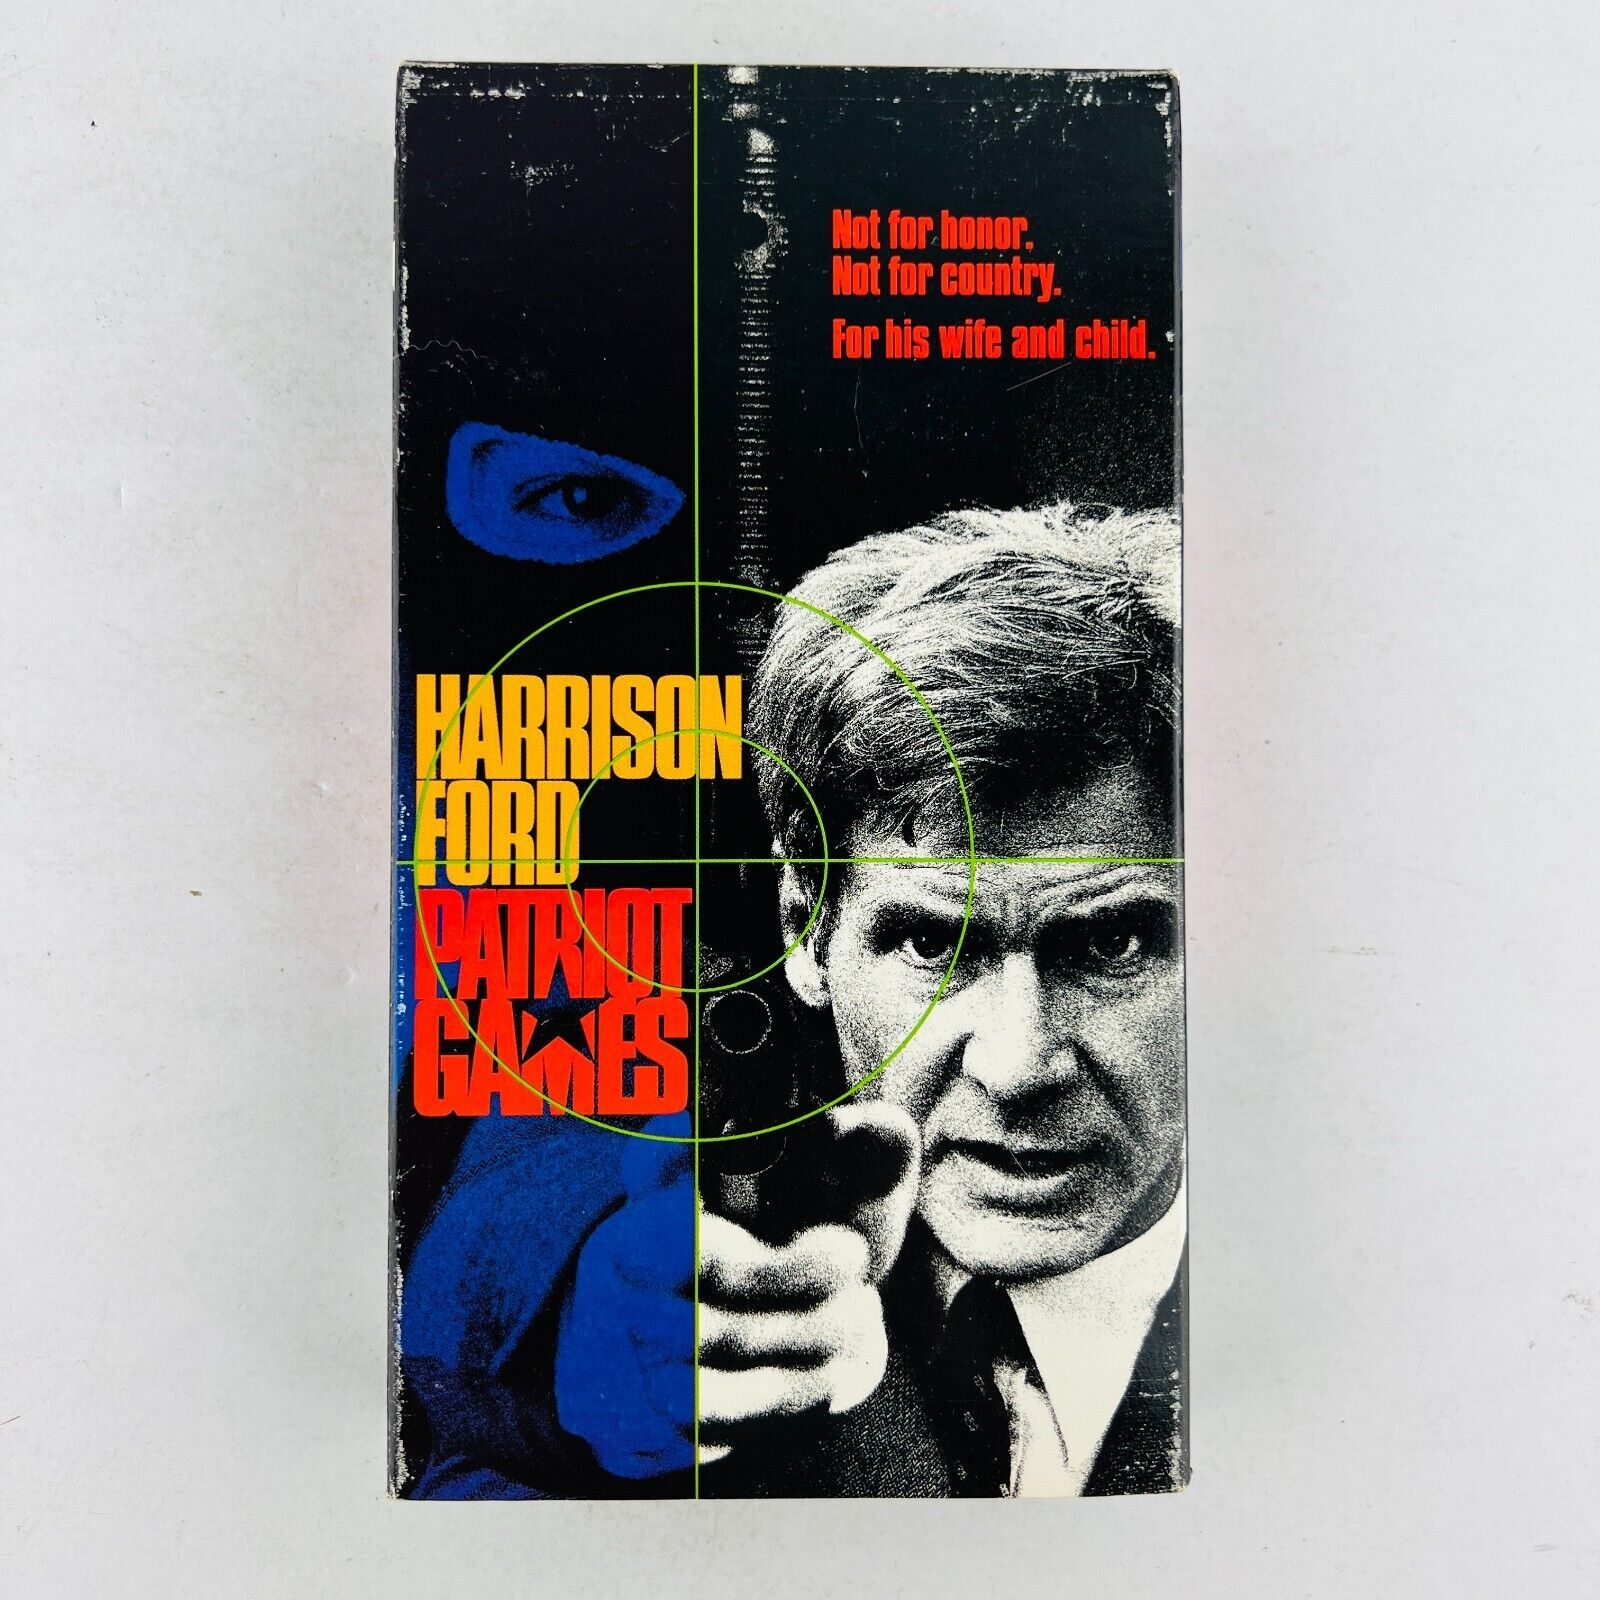 Not for honor.
Not for country.
For his wife and child.
HARRISON
FORD
PATRIOT
GAMES